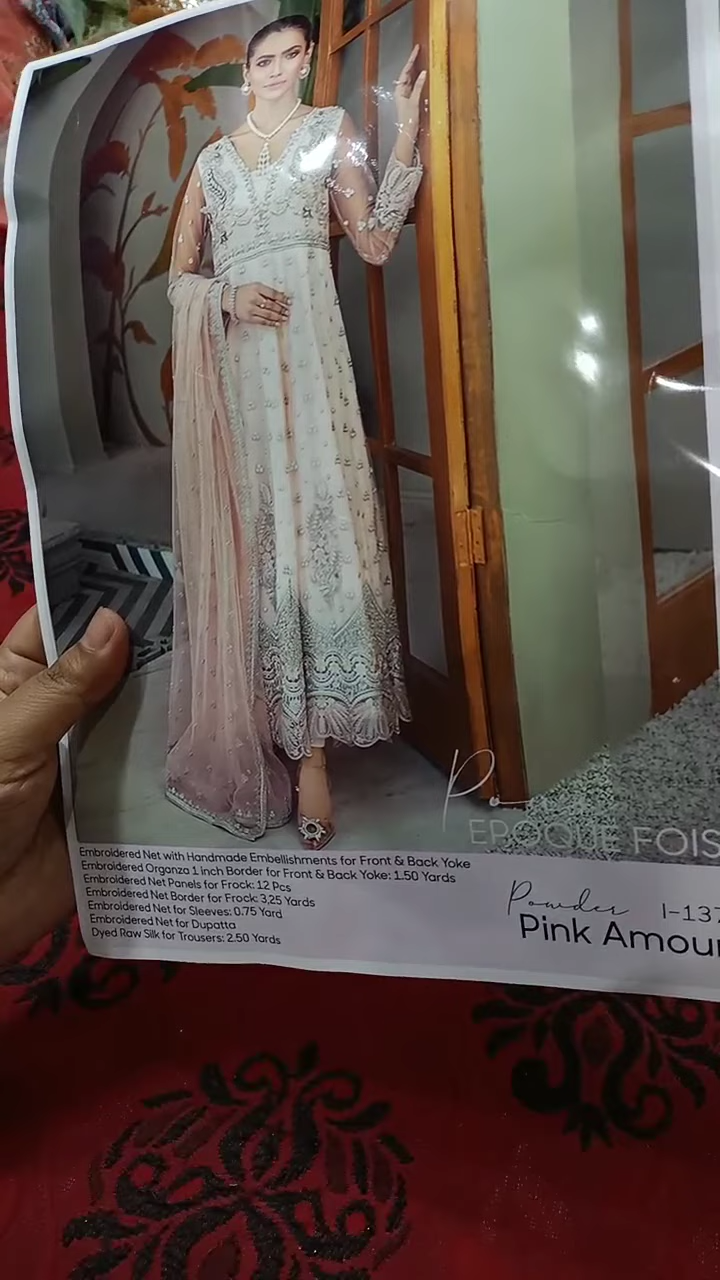 EPOQUE FOIS
Embroidered Net with Handmade Embellishments for Front & Back Yoke
Embroidered Organza 1 inch Border for Front & Back Yoke: 1.50 Yards
Embroidered Net Panels for Frock: 12 Pcs
Embroidered Net Border for Frock: 3.25 Yards
Embroidered Net for Sleeves: 0.75 Yard
Embroidered Net for Dupatta
Dyed Raw Silk for Trousers: 2.50 Yards
Powder I-137
Pink Amour